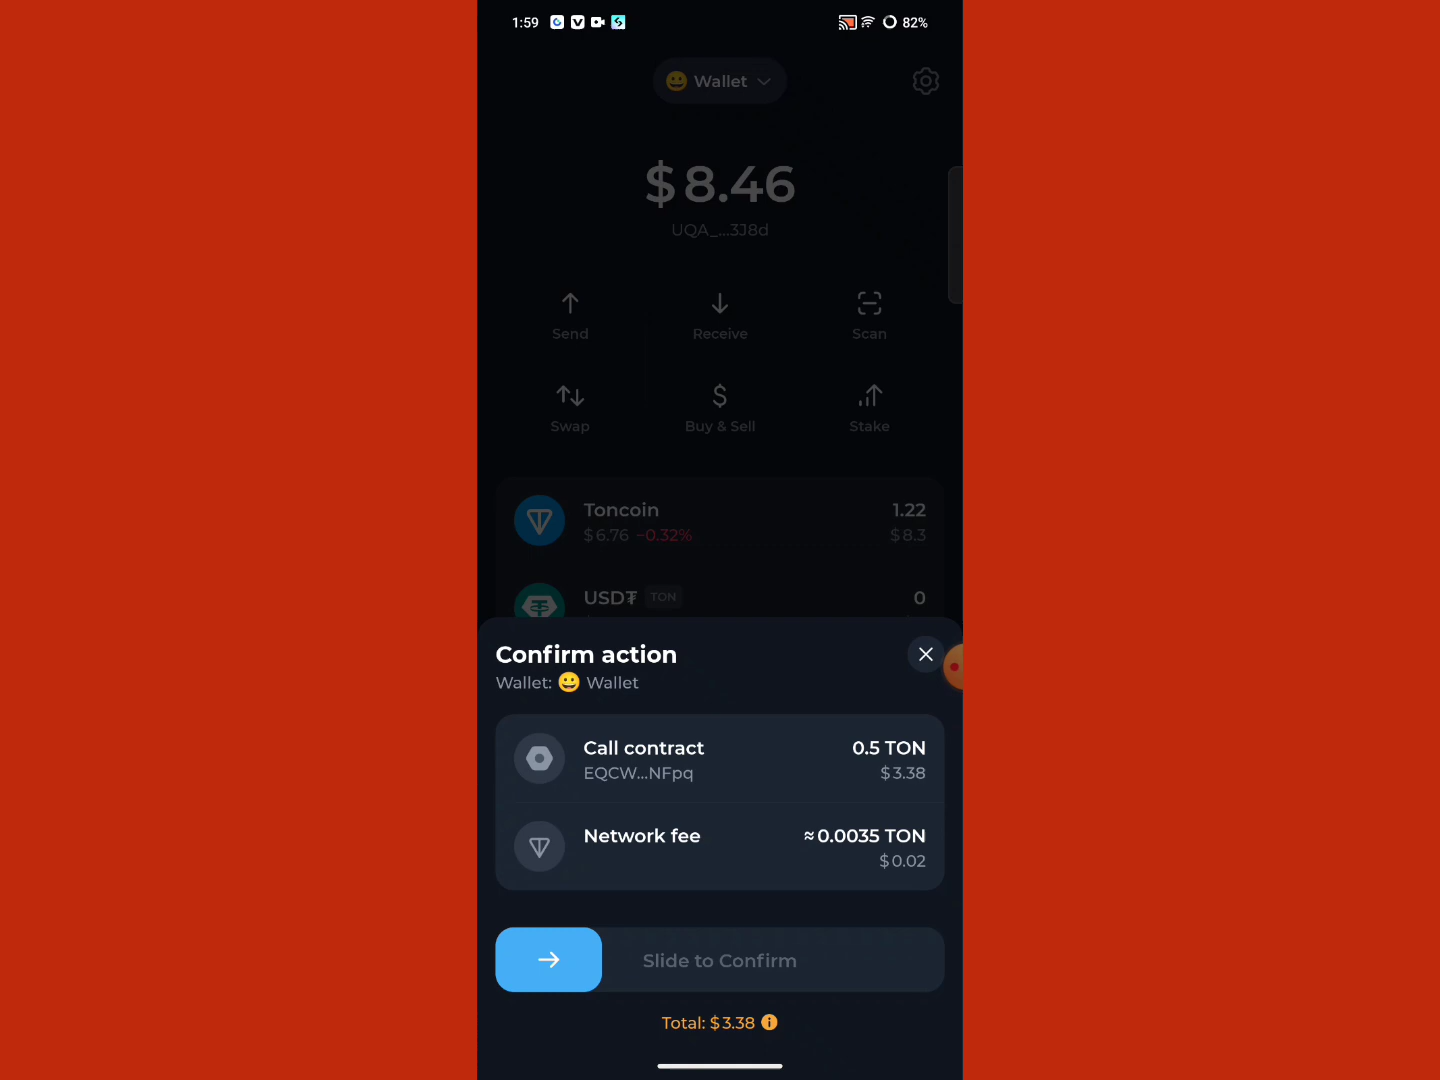 1:59 82%
Wallet
$8.46
UQA_...3J8d
Send Receive Scan
Swap Buy & Sell Stake
Toncoin 1.22
$6.76 −0.32% $8.3
USD₮ TON 0
Confirm action
Wallet: 😀 Wallet
Call contract 0.5 TON
EQCW...NFpq $3.38
Network fee ≈0.0035 TON
$0.02
Slide to Confirm
Total: $3.38